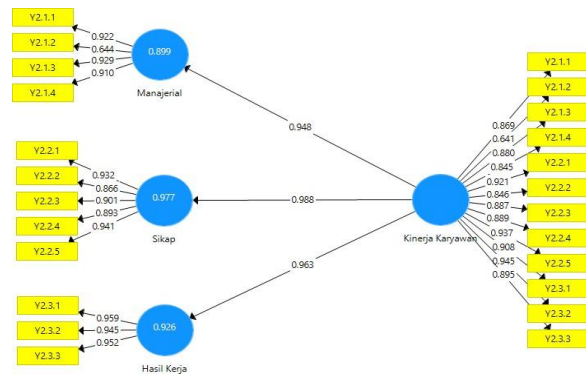 Y2.1.1
Y2.1.2
Y2.1.3
Y2.1.4
0.922
0.644
0.929
0.910
0.899
Manajerial
Y2.2.1
Y2.2.2
Y2.2.3
Y2.2.4
Y2.2.5
0.932
0.866
0.901
0.893
0.941
0.977
Sikap
Y2.3.1
Y2.3.2
Y2.3.3
0.959
0.945
0.952
0.926
Hasil Kerja
0.948
0.988
0.963
Kinerja Karyawan
0.869
0.641
0.880
0.845
0.921
0.846
0.887
0.889
0.937
0.908
0.945
0.895
Y2.1.1
Y2.1.2
Y2.1.3
Y2.1.4
Y2.2.1
Y2.2.2
Y2.2.3
Y2.2.4
Y2.2.5
Y2.3.1
Y2.3.2
Y2.3.3